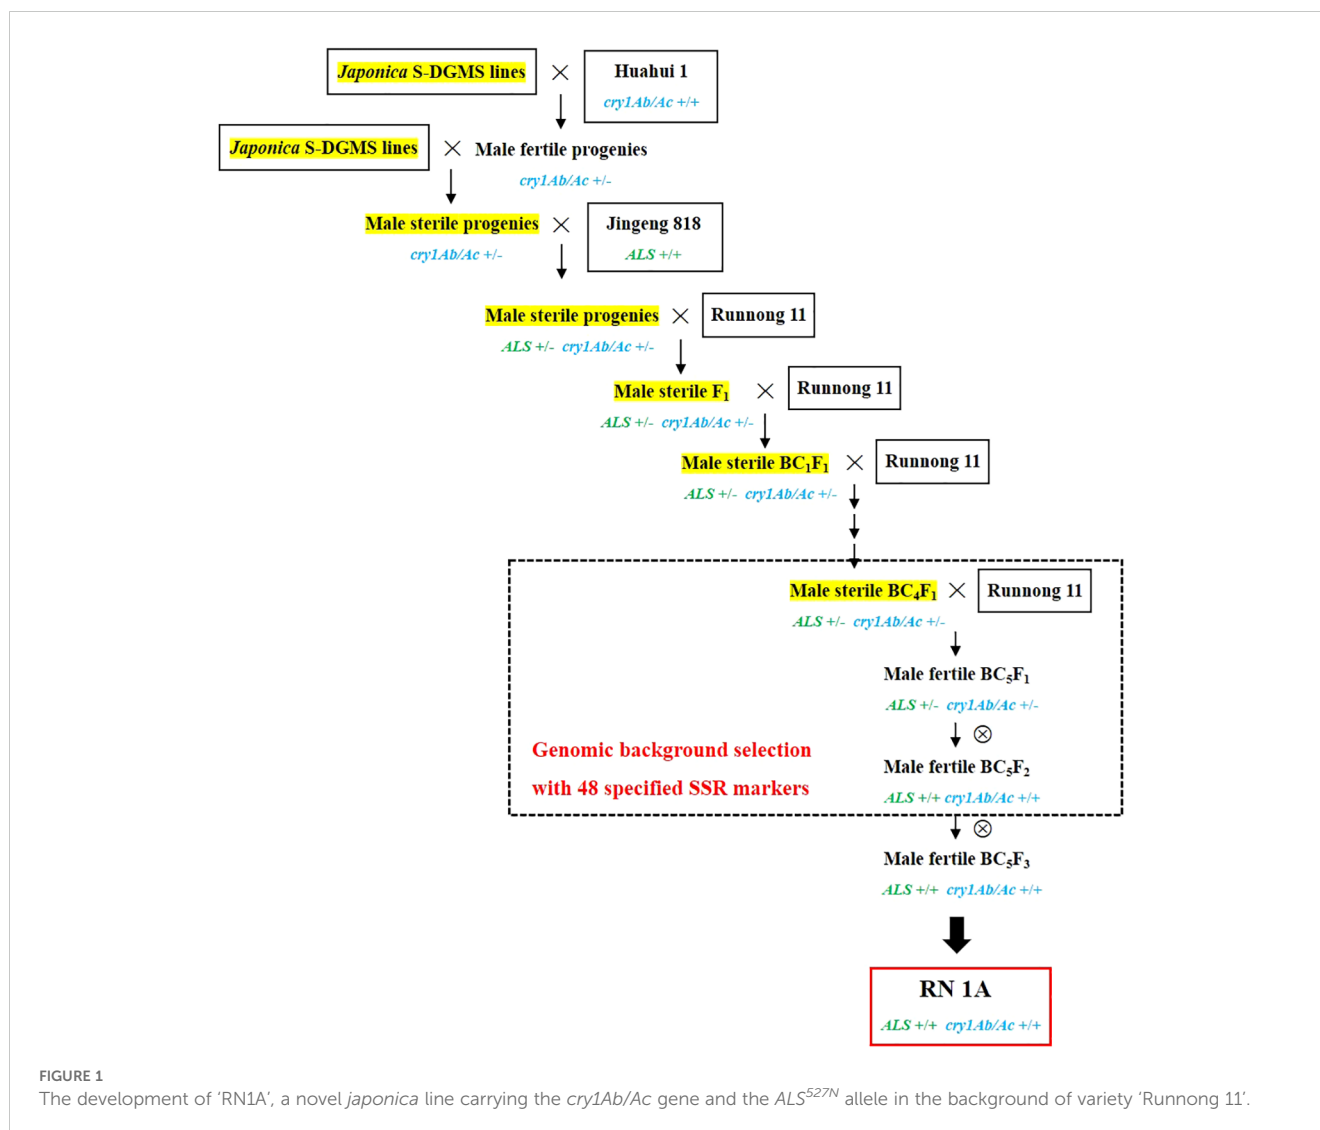 Japonica S-DGMS lines × Huahui 1
cry1Ab/Ac +/+
Japonica S-DGMS lines × Male fertile progenies
cry1Ab/Ac +/-
Male sterile progenies × Jingeng 818
cry1Ab/Ac +/- ALS +/+
Male sterile progenies × Runnong 11
ALS +/- cry1Ab/Ac +/-
Male sterile F₁ × Runnong 11
ALS +/- cry1Ab/Ac +/-
Male sterile BC₁F₁ × Runnong 11
ALS +/- cry1Ab/Ac +/-
Male sterile BC₄F₁ × Runnong 11
ALS +/- cry1Ab/Ac +/-
Male fertile BC₅F₁
ALS +/- cry1Ab/Ac +/-
⊗
Genomic background selection
with 48 specified SSR markers
Male fertile BC₅F₂
ALS +/+ cry1Ab/Ac +/+
⊗
Male fertile BC₅F₃
ALS +/+ cry1Ab/Ac +/+
RN 1A
ALS +/+ cry1Ab/Ac +/+
FIGURE 1
The development of ‘RN1A’, a novel japonica line carrying the cry1Ab/Ac gene and the ALS⁵²⁷ᴺ allele in the background of variety ‘Runnong 11’.